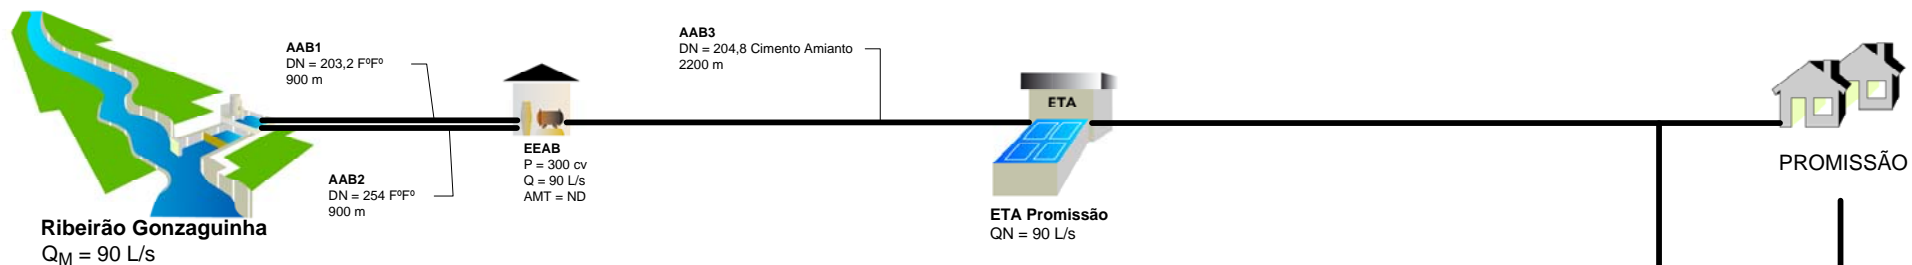 AAB1
DN = 203,2 FºFº
900 m
AAB3
DN = 204,8 Cimento Amianto
2200 m
ETA
EEAB
P = 300 cv
Q = 90 L/s
AMT = ND
AAB2
DN = 254 FºFº
900 m
PROMISSÃO
Ribeirão Gonzaguinha
QM = 90 L/s
ETA Promissão
QN = 90 L/s